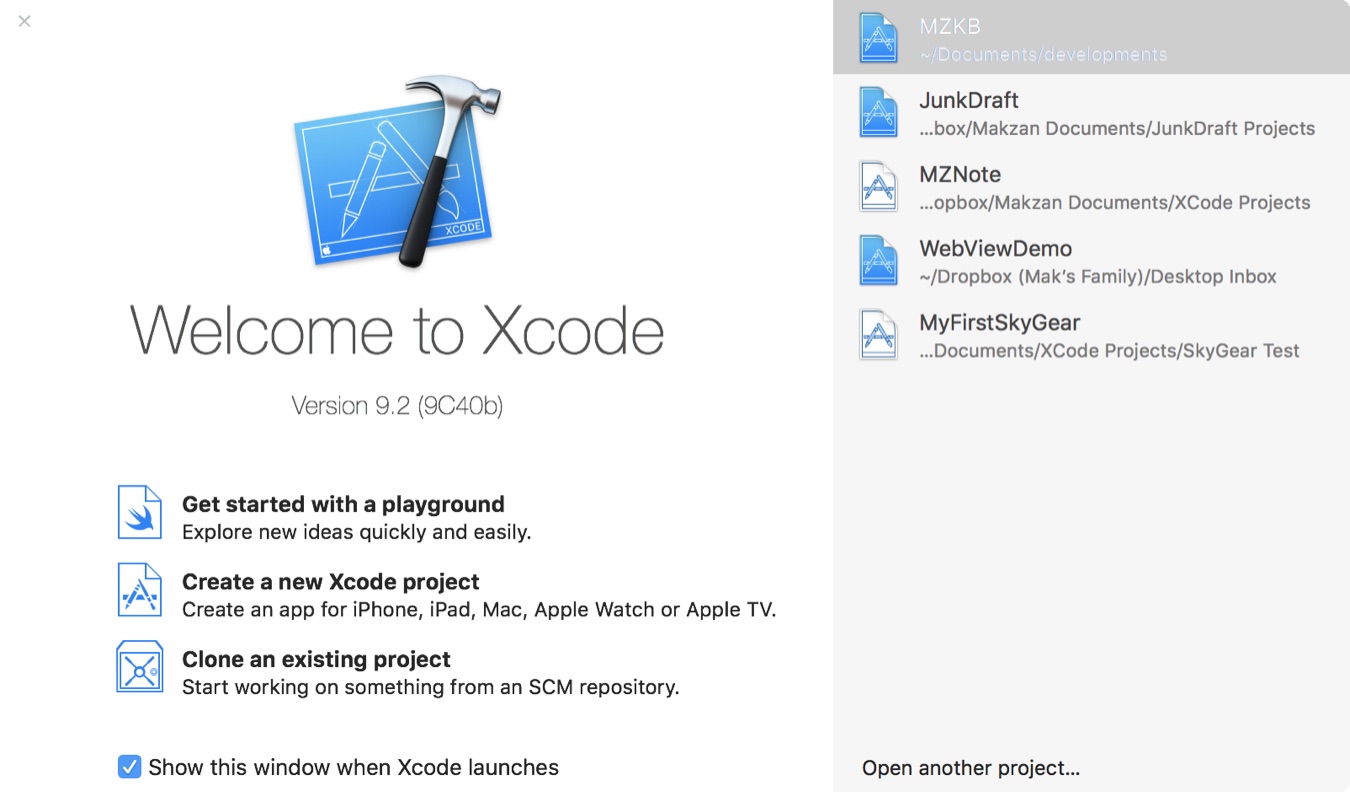 XCODE
Welcome to Xcode
Version 9.2 (9C40b)
Get started with a playground
Explore new ideas quickly and easily.
Create a new Xcode project
Create an app for iPhone, iPad, Mac, Apple Watch or Apple TV.
Clone an existing project
Start working on something from an SCM repository.
Show this window when Xcode launches
MZKB
~/Documents/developments
JunkDraft
...box/Makzan Documents/JunkDraft Projects
MZNote
...opbox/Makzan Documents/XCode Projects
WebViewDemo
~/Dropbox (Mak’s Family)/Desktop Inbox
MyFirstSkyGear
...Documents/XCode Projects/SkyGear Test
Open another project...